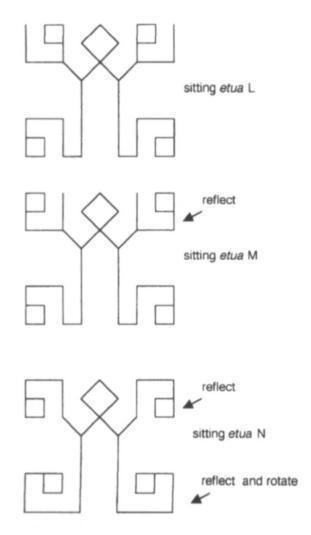 sitting etua L
reflect
sitting etua M
reflect
sitting etua N
reflect and rotate